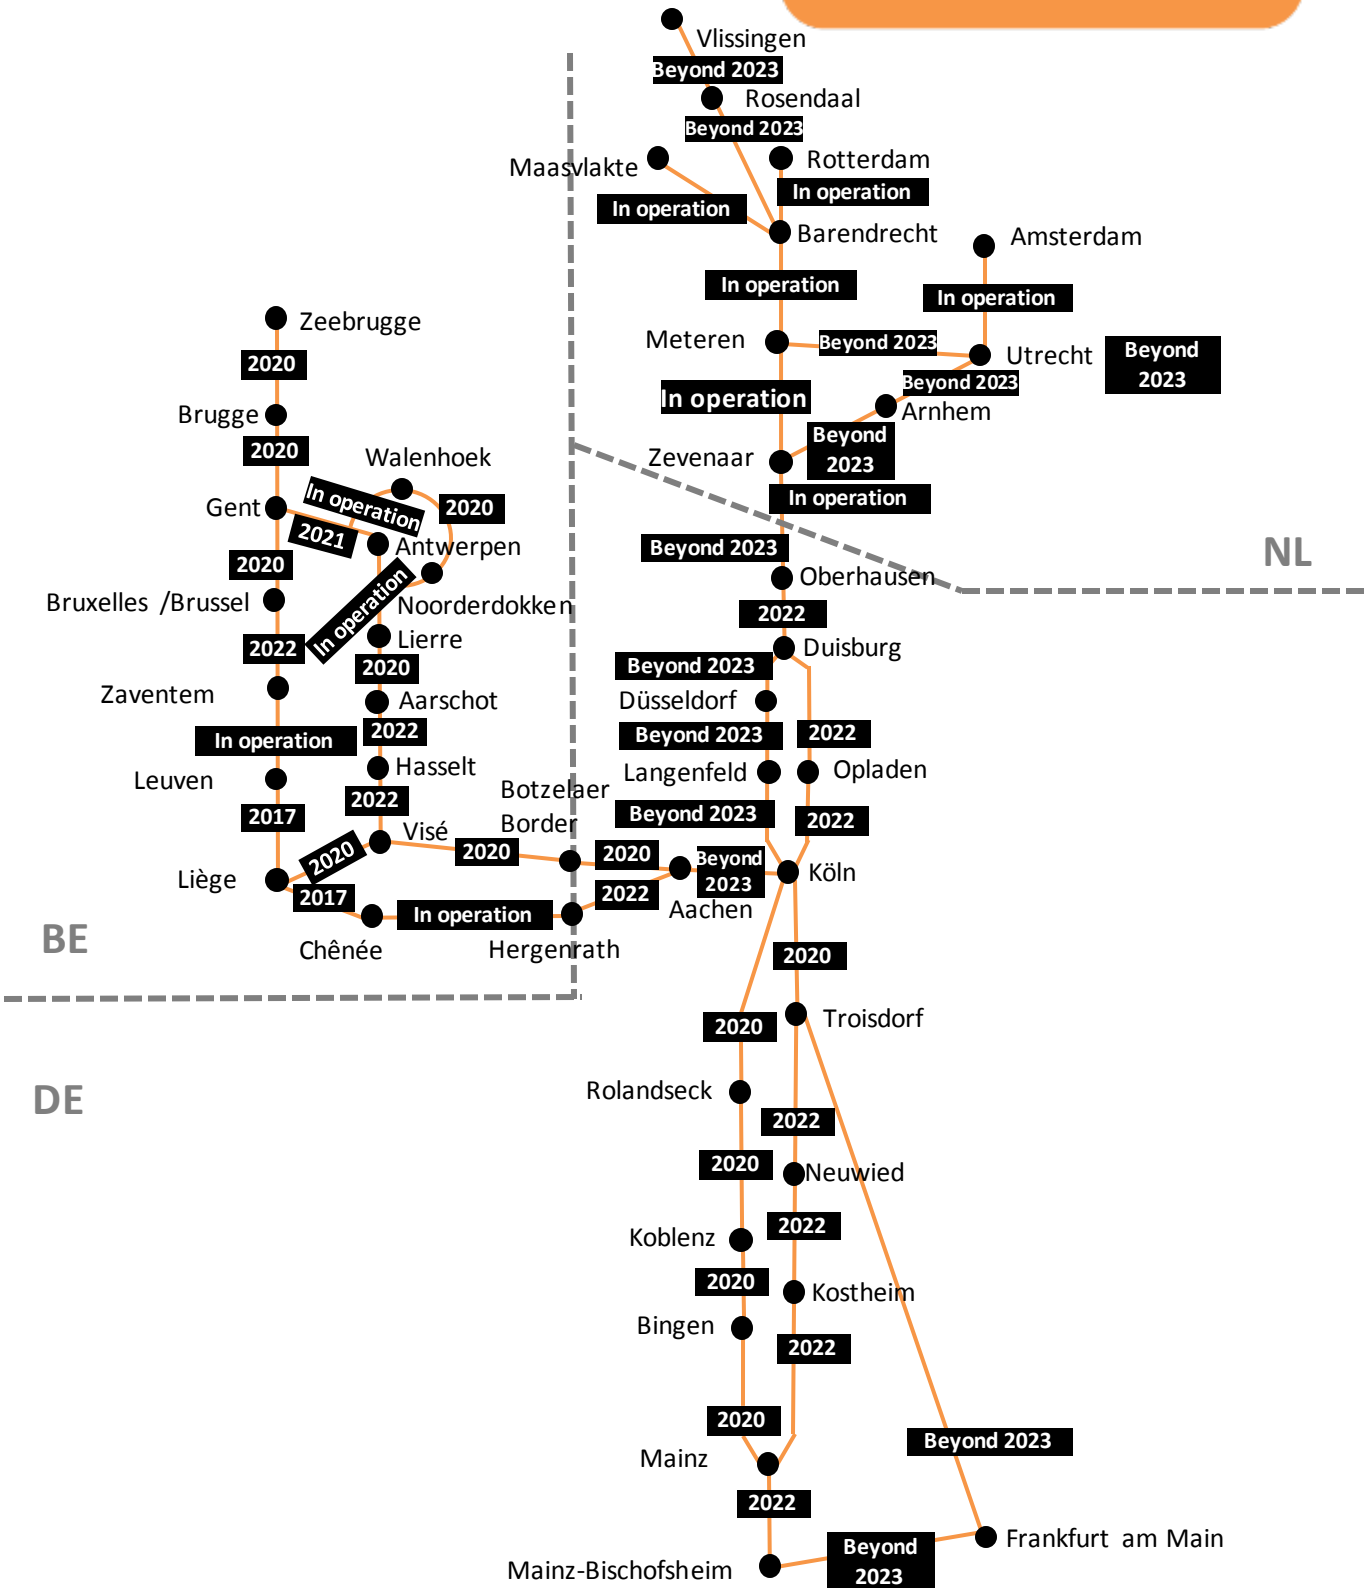 Vlissingen
Beyond 2023
Rosendaal
Beyond 2023
Maasvlakte
Rotterdam
In operation
In operation
Barendrecht
Amsterdam
In operation
In operation
Zeebrugge
Meteren
Beyond 2023
Utrecht
Beyond
2023
2020
Beyond 2023
In operation
Arnhem
Brugge
Beyond
2023
2020
Walenhoek
Zevenaar
In operation
In operation
2020
Gent
2021
Antwerpen
Beyond 2023
NL
2020
In operation
Oberhausen
Bruxelles /Brussel
Noorderdokken
2022
Lierre
2022
Duisburg
2020
Beyond 2023
Zaventem
Aarschot
Düsseldorf
In operation
2022
Beyond 2023
2022
Leuven
Hasselt
Langenfeld
Opladen
Botzelaer
Border
2022
2017
Beyond 2023
2022
Visé
2020
2020
2020
Beyond
2023
Köln
Liège
2017
2022
Aachen
In operation
BE
Chênée
Hergenrath
2020
2020
Troisdorf
DE
Rolandseck
2022
2020
Neuwied
2022
Koblenz
2020
Kostheim
Bingen
2022
2020
Beyond 2023
Mainz
2022
Frankfurt am Main
Beyond
2023
Mainz-Bischofsheim